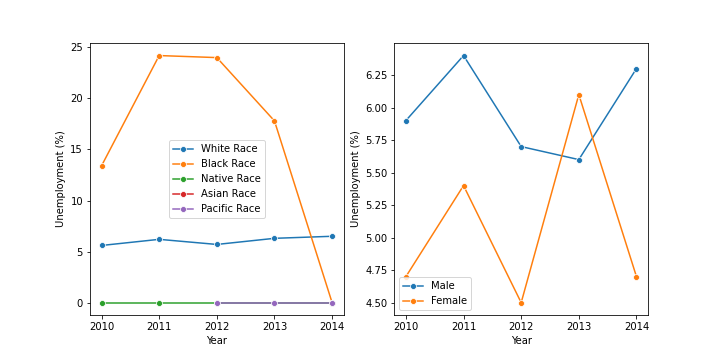 25
20
15
10
5
0
Unemployment (%)
White Race
Black Race
Native Race
Asian Race
Pacific Race
2010 2011 2012 2013 2014
Year
6.25
6.00
5.75
5.50
5.25
5.00
4.75
4.50
Unemployment (%)
Male
Female
2010 2011 2012 2013 2014
Year